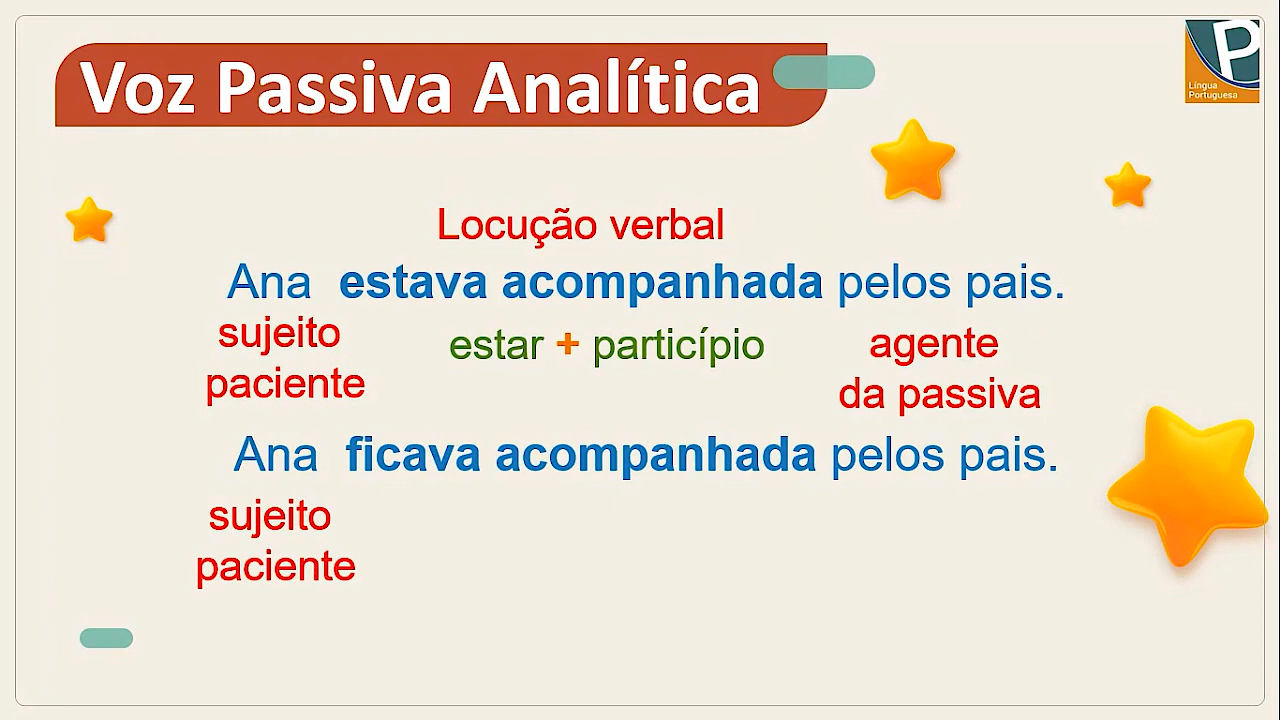 Voz Passiva Analítica
Língua
Portuguesa
Locução verbal
Ana estava acompanhada pelos pais.
sujeito
paciente
estar + particípio
agente
da passiva
Ana ficava acompanhada pelos pais.
sujeito
paciente